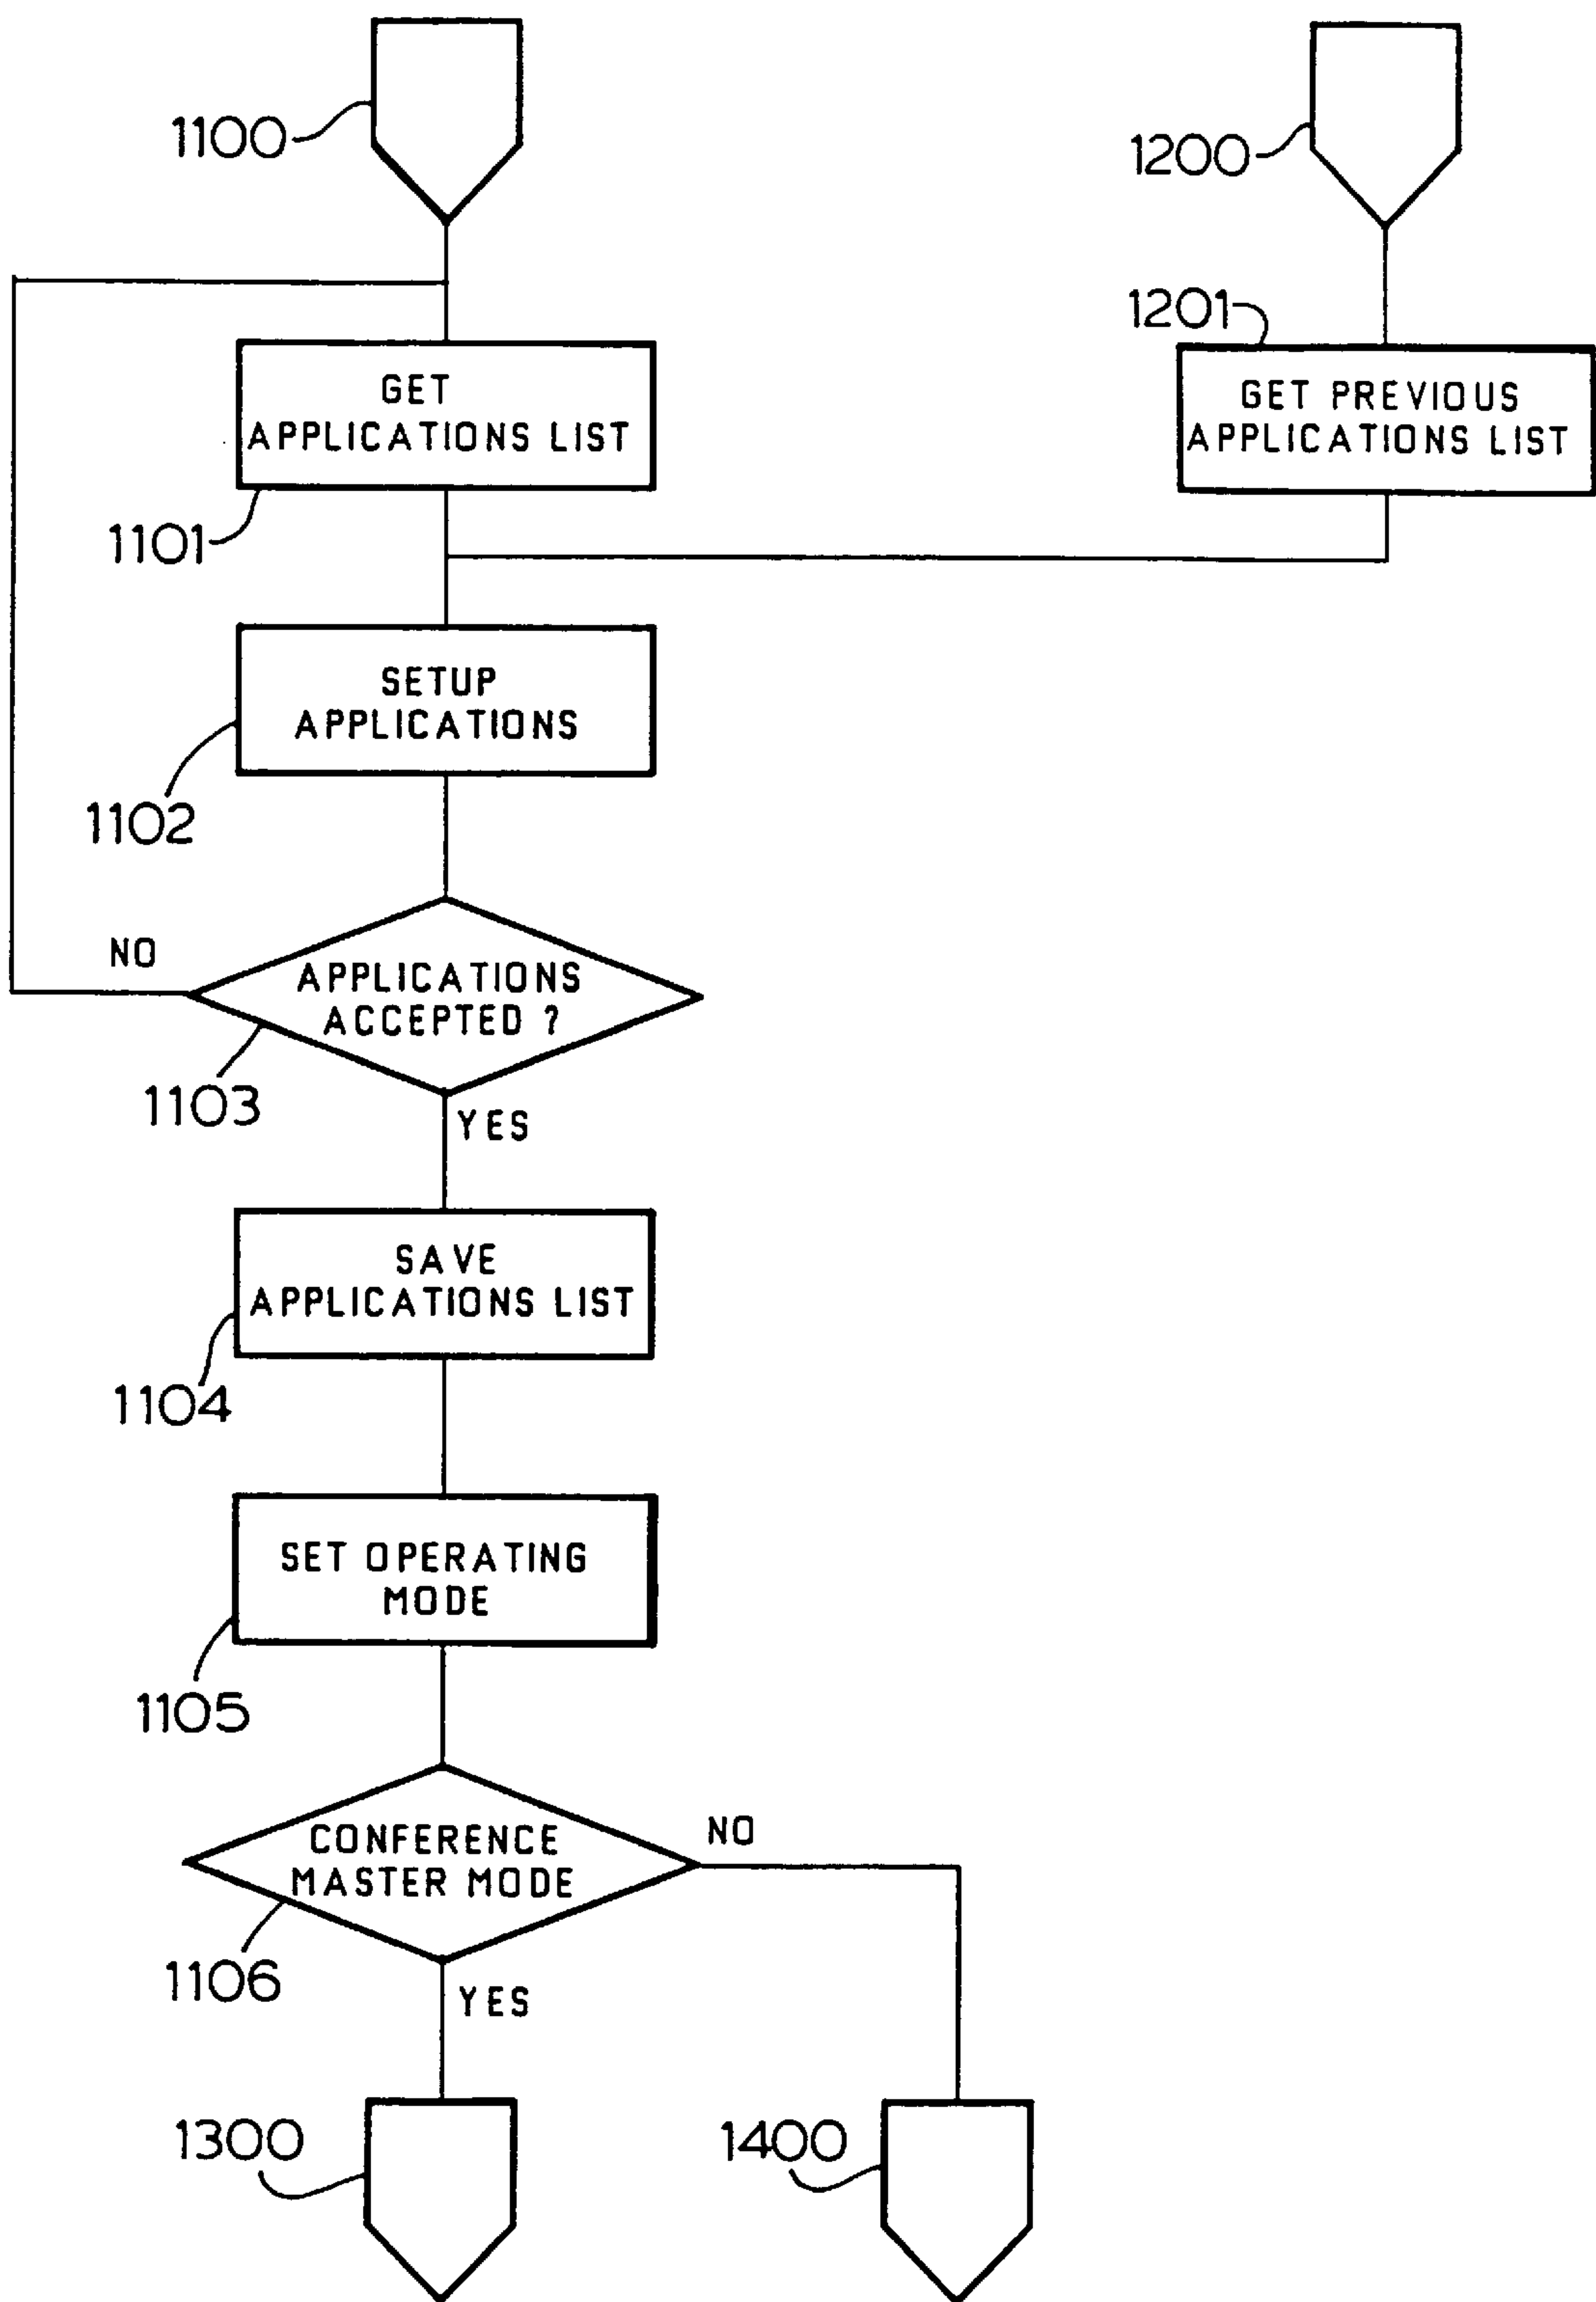 1100
1200
1201
GET
APPLICATIONS LIST
GET PREVIOUS
APPLICATIONS LIST
1101
SETUP
APPLICATIONS
1102
NO
APPLICATIONS
ACCEPTED ?
1103
YES
SAVE
APPLICATIONS LIST
1104
SET OPERATING
MODE
1105
NO
CONFERENCE
MASTER MODE
1106
YES
1300
1400